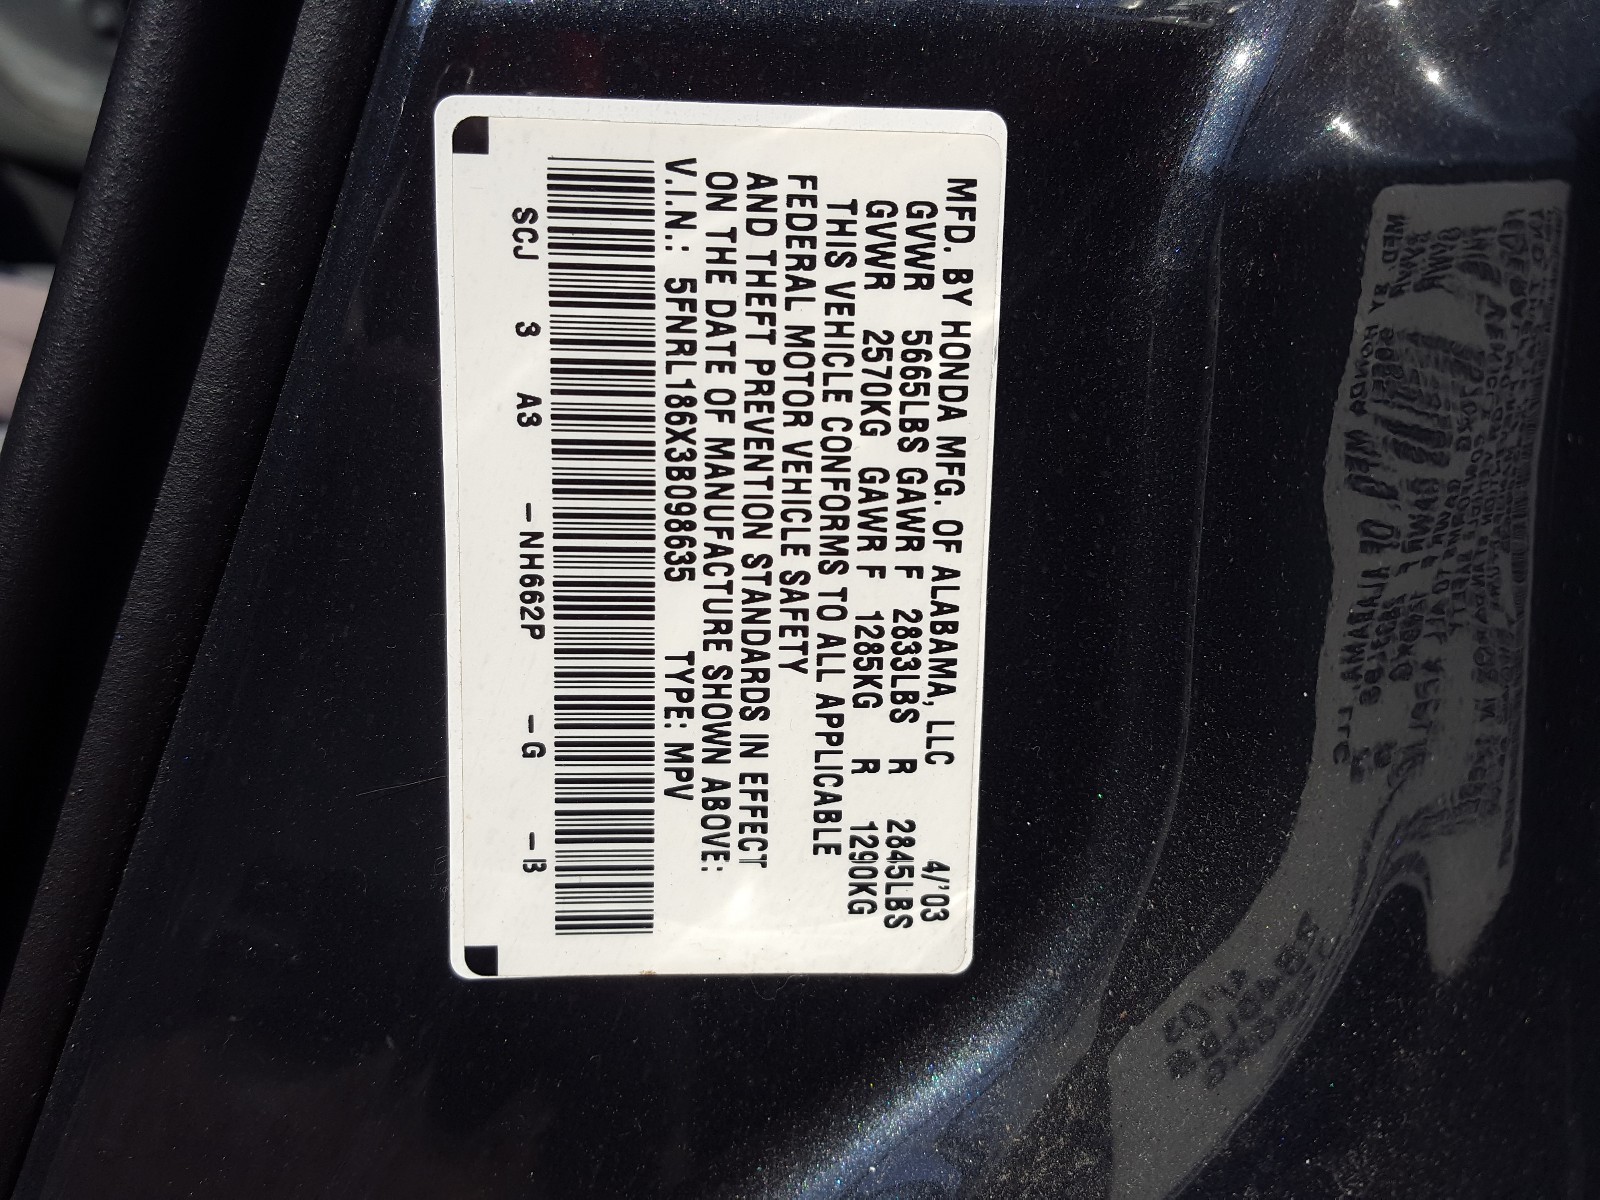 MFD. BY HONDA MFG. OF ALABAMA, LLC 4/'03
GVWR 5665LBS GAWR F 2833LBS R 2845LBS
GVWR 2570KG GAWR F 1285KG R 1290KG
THIS VEHICLE CONFORMS TO ALL APPLICABLE
FEDERAL MOTOR VEHICLE SAFETY
AND THEFT PREVENTION STANDARDS IN EFFECT
ON THE DATE OF MANUFACTURE SHOWN ABOVE:
V.I.N.: 5FNRL186X3B098635 TYPE: MPV
SCJ 3 A3 -NH662P -G -B